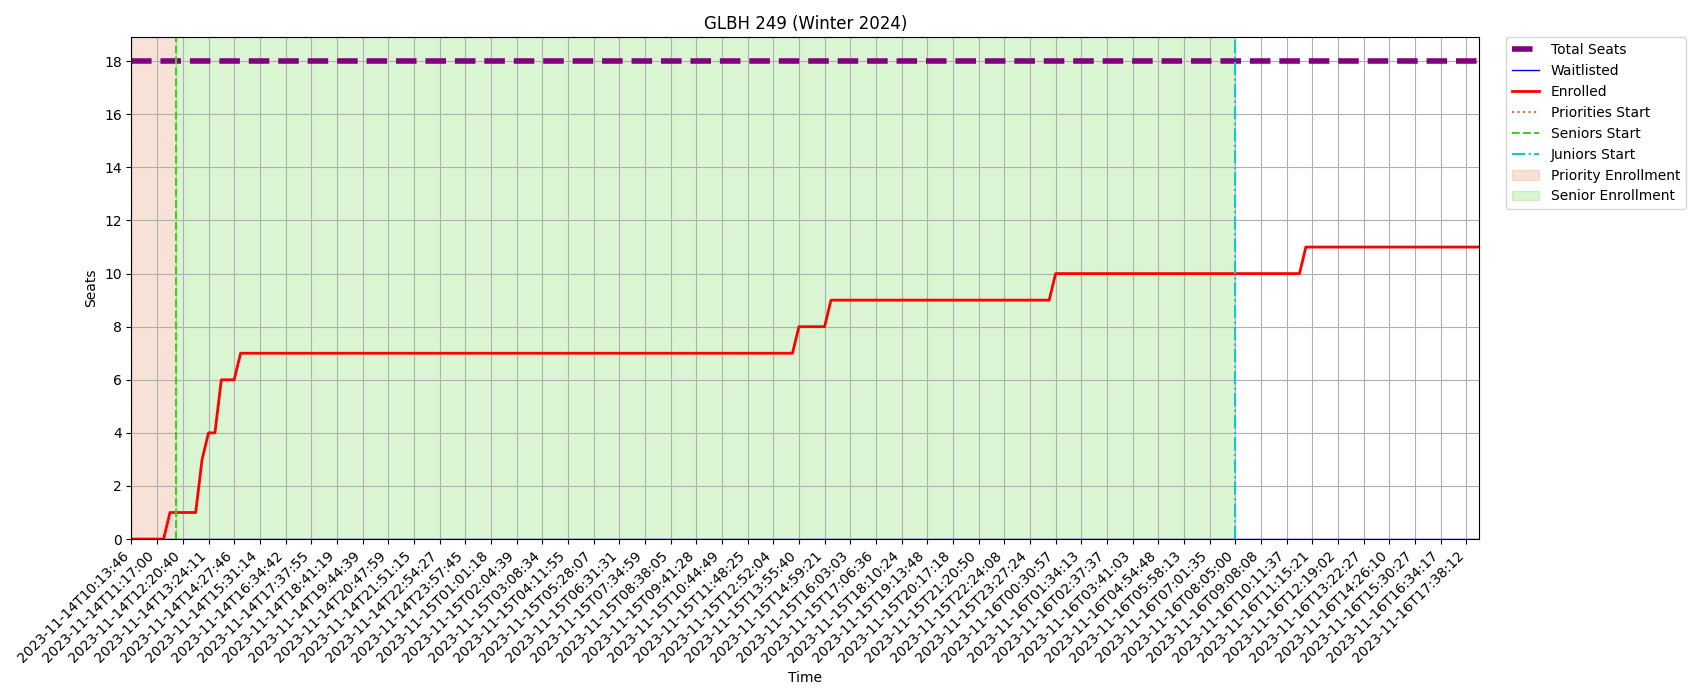 GLBH 249 (Winter 2024)
Total Seats
Waitlisted
Enrolled
Priorities Start
Seniors Start
Juniors Start
Priority Enrollment
Senior Enrollment
Seats
18
16
14
12
10
8
6
4
2
0
2023-11-14T10:13:46
2023-11-14T11:17:00
2023-11-14T12:20:40
2023-11-14T13:24:11
2023-11-14T14:27:46
2023-11-14T15:31:14
2023-11-14T16:34:42
2023-11-14T17:37:55
2023-11-14T18:41:19
2023-11-14T19:44:39
2023-11-14T20:47:59
2023-11-14T21:51:15
2023-11-14T22:54:27
2023-11-14T23:57:45
2023-11-15T01:01:18
2023-11-15T02:04:39
2023-11-15T03:08:34
2023-11-15T04:11:55
2023-11-15T05:28:07
2023-11-15T06:31:31
2023-11-15T07:34:59
2023-11-15T08:38:05
2023-11-15T09:41:28
2023-11-15T10:44:49
2023-11-15T11:48:25
2023-11-15T12:52:04
2023-11-15T13:55:40
2023-11-15T14:59:21
2023-11-15T16:03:03
2023-11-15T17:06:36
2023-11-15T18:10:24
2023-11-15T19:13:48
2023-11-15T20:17:18
2023-11-15T21:20:50
2023-11-15T22:24:08
2023-11-15T23:27:24
2023-11-16T00:30:57
2023-11-16T01:34:13
2023-11-16T02:37:37
2023-11-16T03:41:03
2023-11-16T04:54:48
2023-11-16T05:58:13
2023-11-16T07:01:35
2023-11-16T08:05:00
2023-11-16T09:08:08
2023-11-16T10:11:37
2023-11-16T11:15:21
2023-11-16T12:19:02
2023-11-16T13:22:27
2023-11-16T14:26:10
2023-11-16T15:30:27
2023-11-16T16:34:17
2023-11-16T17:38:12
Time